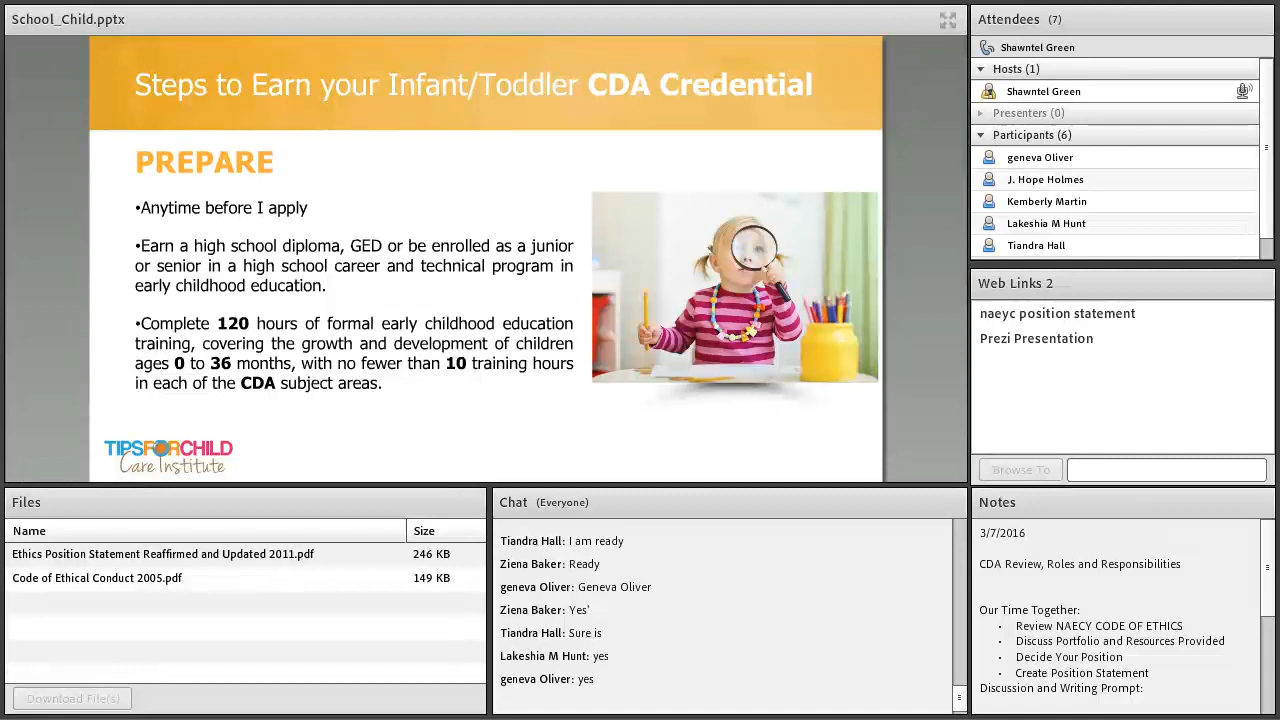 School_Child.pptx
Steps to Earn your Infant/Toddler CDA Credential
PREPARE
•Anytime before I apply
•Earn a high school diploma, GED or be enrolled as a junior
or senior in a high school career and technical program in
early childhood education.
•Complete 120 hours of formal early childhood education
training, covering the growth and development of children
ages 0 to 36 months, with no fewer than 10 training hours
in each of the CDA subject areas.
TIPSFORCHILD
Care Institute
Attendees (7)
Shawntel Green
Hosts (1)
Shawntel Green
Presenters (0)
Participants (6)
geneva Oliver
J. Hope Holmes
Kemberly Martin
Lakeshia M Hunt
Tiandra Hall
Web Links 2
naeyc position statement
Prezi Presentation
Browse To
Files
Name Size
Ethics Position Statement Reaffirmed and Updated 2011.pdf 246 KB
Code of Ethical Conduct 2005.pdf 149 KB
Download File(s)
Chat (Everyone)
Tiandra Hall: I am ready
Ziena Baker: Ready
geneva Oliver: Geneva Oliver
Ziena Baker: Yes'
Tiandra Hall: Sure is
Lakeshia M Hunt: yes
geneva Oliver: yes
Notes
3/7/2016
CDA Review, Roles and Responsibilities
Our Time Together:
• Review NAECY CODE OF ETHICS
• Discuss Portfolio and Resources Provided
• Decide Your Position
• Create Position Statement
Discussion and Writing Prompt: